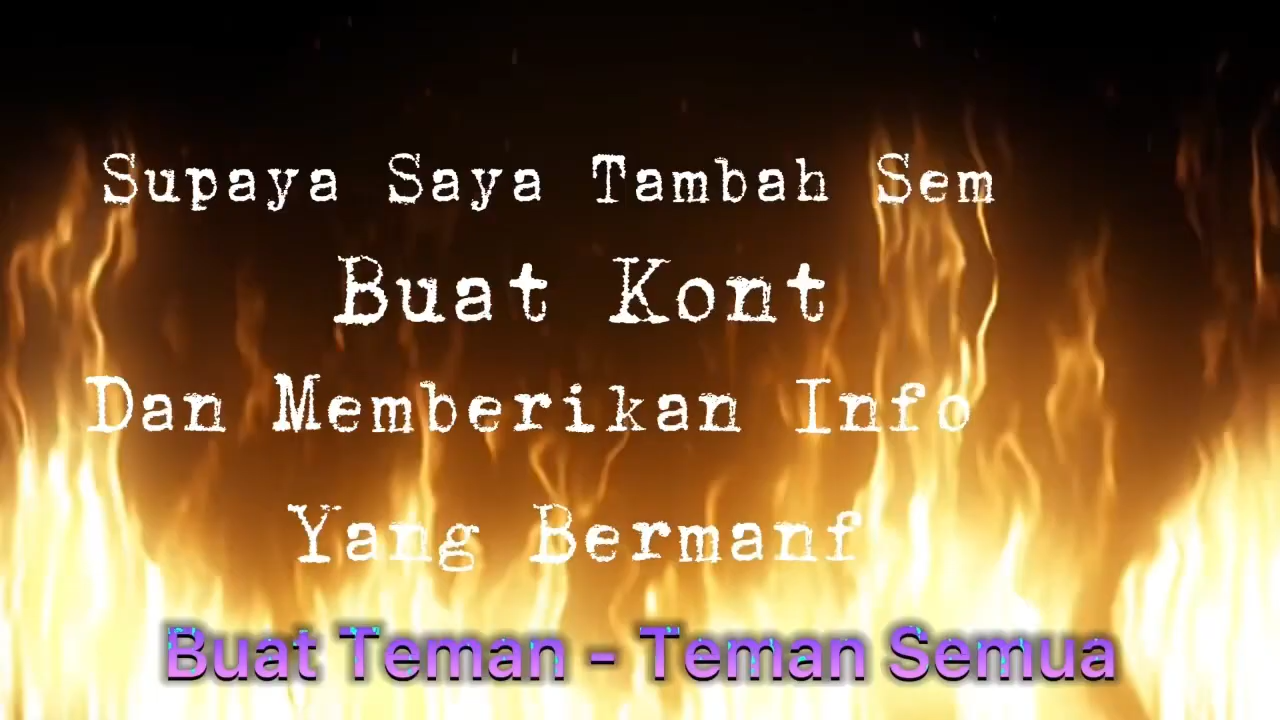 Supaya Saya Tambah Sem
Buat Kont
Dan Memberikan Info
Yang Bermanf
Buat Teman - Teman Semua